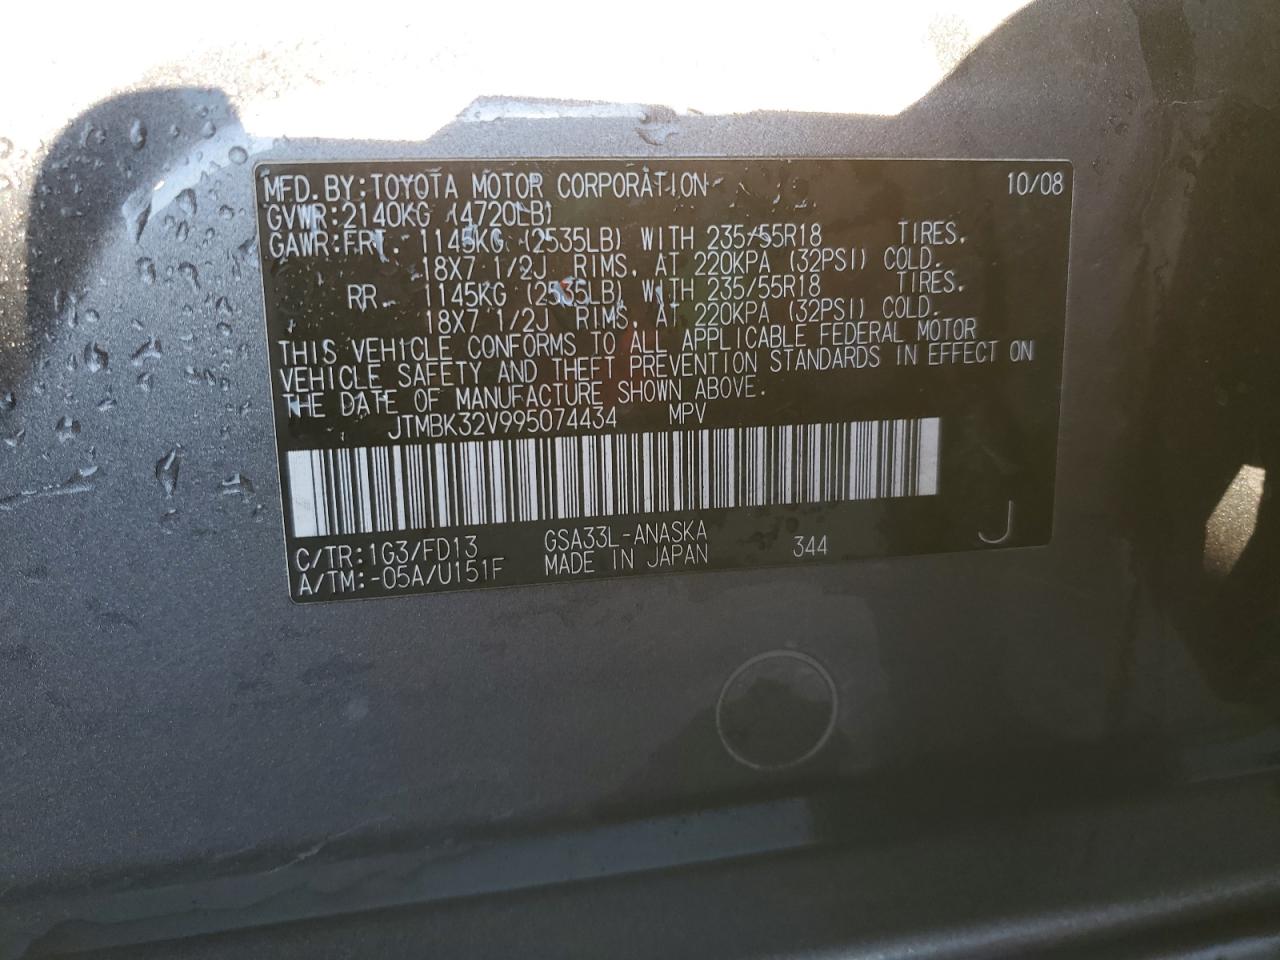 MFD. BY: TOYOTA MOTOR CORPORATION 10/08
GVWR: 2140KG (4720LB)
GAWR: FRT. 1145KG (2535LB) WITH 235/55R18 TIRES.
18X7 1/2J RIMS. AT 220KPA (32PSI) COLD.
RR. 1145KG (2535LB) WITH 235/55R18 TIRES.
18X7 1/2J RIMS. AT 220KPA (32PSI) COLD.
THIS VEHICLE CONFORMS TO ALL APPLICABLE FEDERAL MOTOR
VEHICLE SAFETY AND THEFT PREVENTION STANDARDS IN EFFECT ON
THE DATE OF MANUFACTURE SHOWN ABOVE.
JTMBK32V995074434 MPV
C/TR: 1G3/FD13 GSA33L-ANASKA 344 J
A/TM: -05A/U151F MADE IN JAPAN